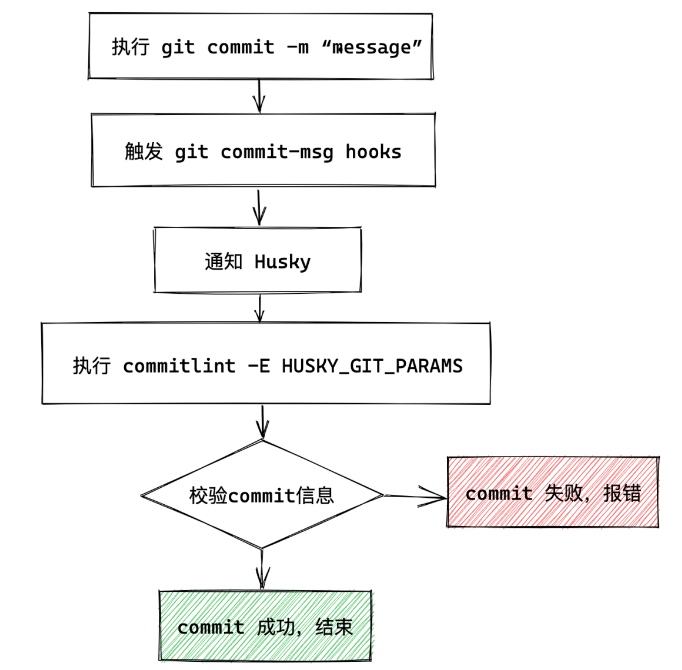 执行 git commit -m “message”
触发 git commit-msg hooks
通知 Husky
执行 commitlint -E HUSKY_GIT_PARAMS
校验commit信息
commit 失败，报错
commit 成功，结束